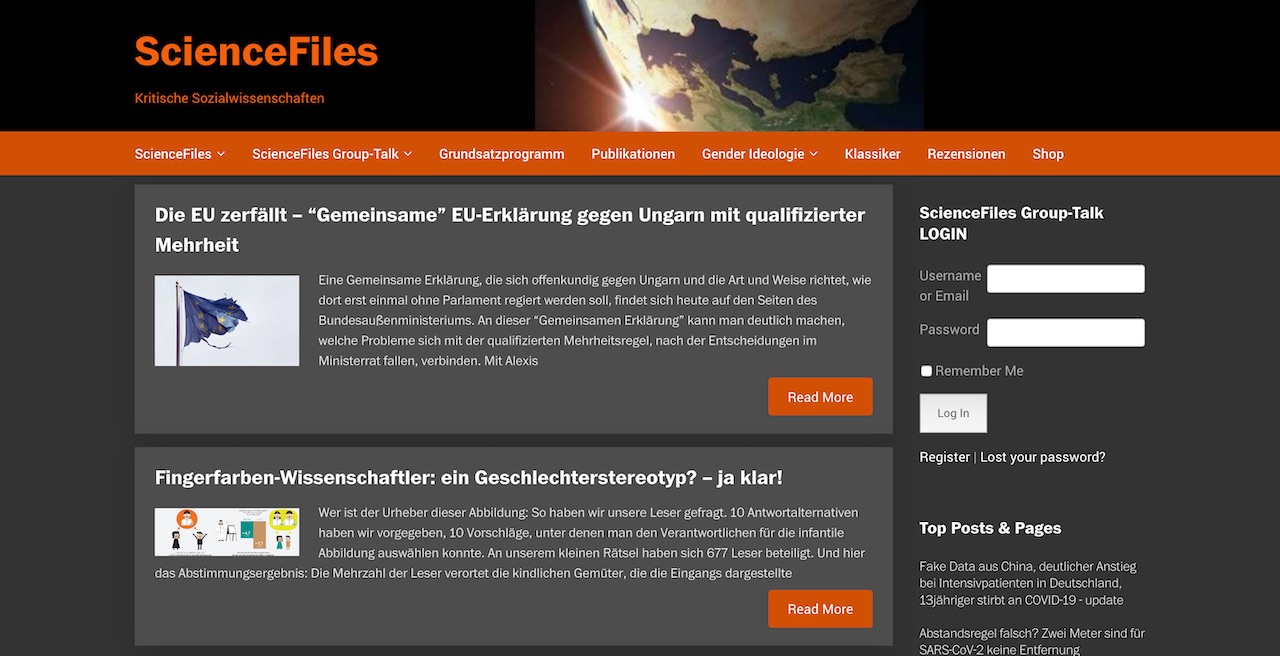 ScienceFiles
Kritische Sozialwissenschaften
ScienceFiles ScienceFiles Group-Talk Grundsatzprogramm Publikationen Gender Ideologie Klassiker Rezensionen Shop
Die EU zerfällt – “Gemeinsame” EU-Erklärung gegen Ungarn mit qualifizierter
Mehrheit
Eine Gemeinsame Erklärung, die sich offenkundig gegen Ungarn und die Art und Weise richtet, wie
dort erst einmal ohne Parlament regiert werden soll, findet sich heute auf den Seiten des
Bundesaußenministeriums. An dieser “Gemeinsamen Erklärung” kann man deutlich machen,
welche Probleme sich mit der qualifizierten Mehrheitsregel, nach der Entscheidungen im
Ministerrat fallen, verbinden. Mit Alexis
Read More
Fingerfarben-Wissenschaftler: ein Geschlechterstereotyp? – ja klar!
Wer ist der Urheber dieser Abbildung: So haben wir unsere Leser gefragt. 10 Antwortalternativen
haben wir vorgegeben, 10 Vorschläge, unter denen man den Verantwortlichen für die infantile
Abbildung auswählen konnte. An unserem kleinen Rätsel haben sich 677 Leser beteiligt. Und hier
das Abstimmungsergebnis: Die Mehrzahl der Leser verortet die kindlichen Gemüter, die die Eingangs dargestellte
Read More
ScienceFiles Group-Talk
LOGIN
Username
or Email
Password
Remember Me
Log In
Register | Lost your password?
Top Posts & Pages
Fake Data aus China, deutlicher Anstieg
bei Intensivpatienten in Deutschland,
13jähriger stirbt an COVID-19 - update
Abstandsregel falsch? Zwei Meter sind für
SARS-CoV-2 keine Entfernung